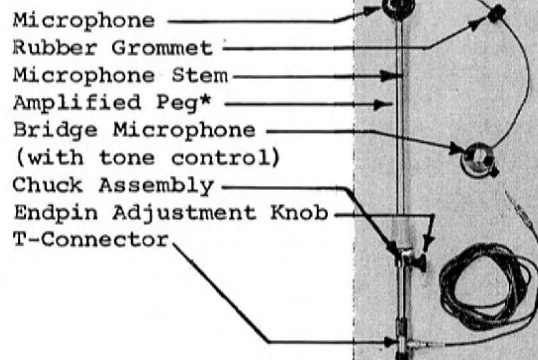 Microphone
Rubber Grommet
Microphone Stem
Amplified Peg*
Bridge Microphone
(with tone control)
Chuck Assembly
Endpin Adjustment Knob
T-Connector